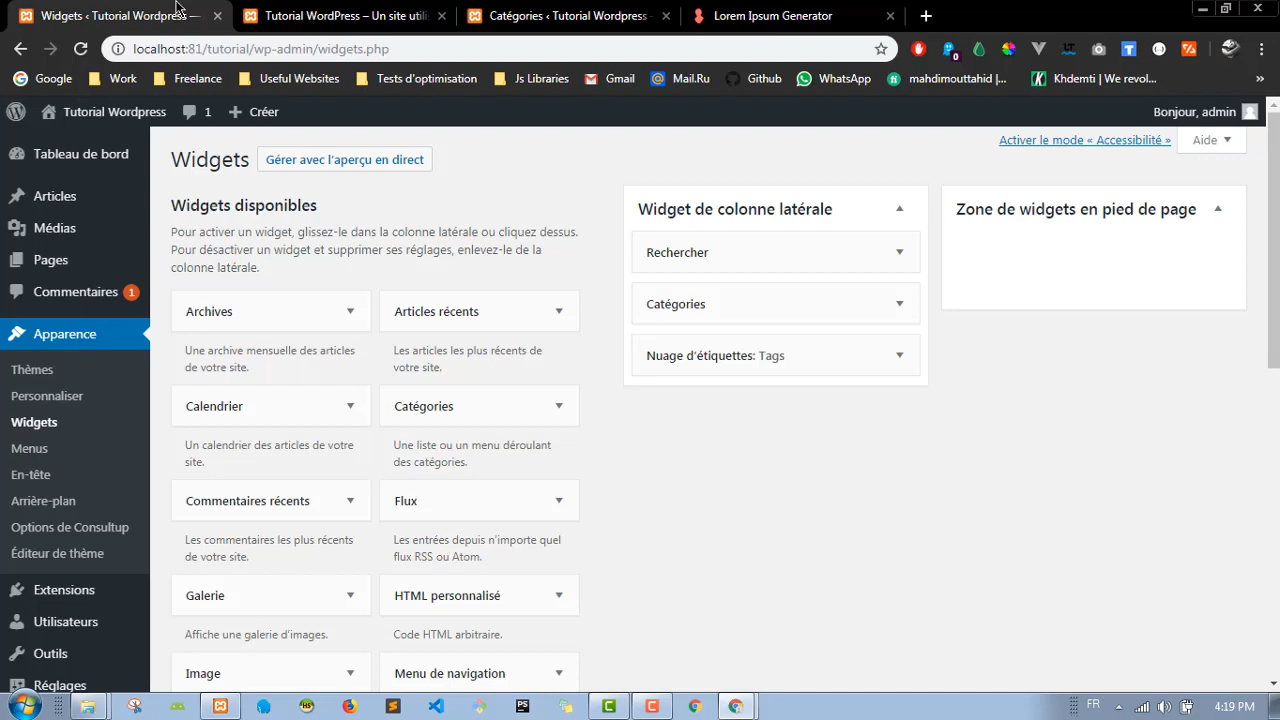 Widgets ‹ Tutorial Wordpress —
Tutorial WordPress – Un site utili
Catégories ‹ Tutorial Wordpress
Lorem Ipsum Generator
localhost:81/tutorial/wp-admin/widgets.php
0
Google
Work
Freelance
Useful Websites
Tests d'optimisation
Js Libraries
Gmail
Mail.Ru
Github
WhatsApp
mahdimouttahid |...
Khdemti | We revol...
»
Tutorial Wordpress
1
Créer
Bonjour, admin
Tableau de bord
Articles
Médias
Pages
Commentaires 1
Apparence
Thèmes
Personnaliser
Widgets
Menus
En-tête
Arrière-plan
Options de Consultup
Éditeur de thème
Extensions
Utilisateurs
Outils
Réglages
Activer le mode « Accessibilité »
Aide
Widgets
Gérer avec l'aperçu en direct
Widgets disponibles
Pour activer un widget, glissez-le dans la colonne latérale ou cliquez dessus.
Pour désactiver un widget et supprimer ses réglages, enlevez-le de la
colonne latérale.
Archives
Une archive mensuelle des articles
de votre site.
Articles récents
Les articles les plus récents de
votre site.
Calendrier
Un calendrier des articles de votre
site.
Catégories
Une liste ou un menu déroulant
des catégories.
Commentaires récents
Les commentaires les plus récents
de votre site.
Flux
Les entrées depuis n'importe quel
flux RSS ou Atom.
Galerie
Affiche une galerie d'images.
HTML personnalisé
Code HTML arbitraire.
Image
Menu de navigation
Widget de colonne latérale
Rechercher
Catégories
Nuage d'étiquettes: Tags
Zone de widgets en pied de page
FR
4:19 PM